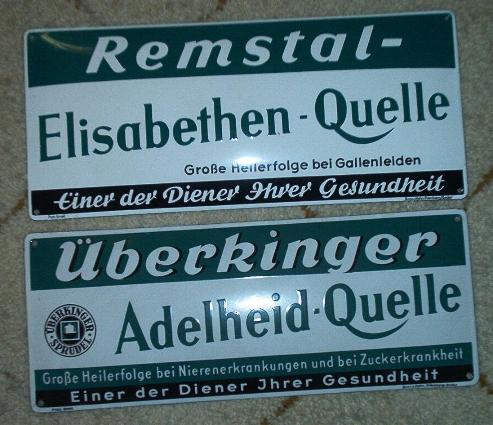 Remstal-
Elisabethen-Quelle
Große Heilerfolge bei Gallenleiden
Einer der Diener Ihrer Gesundheit
Überkinger
Adelheid-Quelle
ÜBERKINGER
SPRUDEL
Große Heilerfolge bei Nierenerkrankungen und bei Zuckerkrankheit
Einer der Diener Jhrer Gesundheit